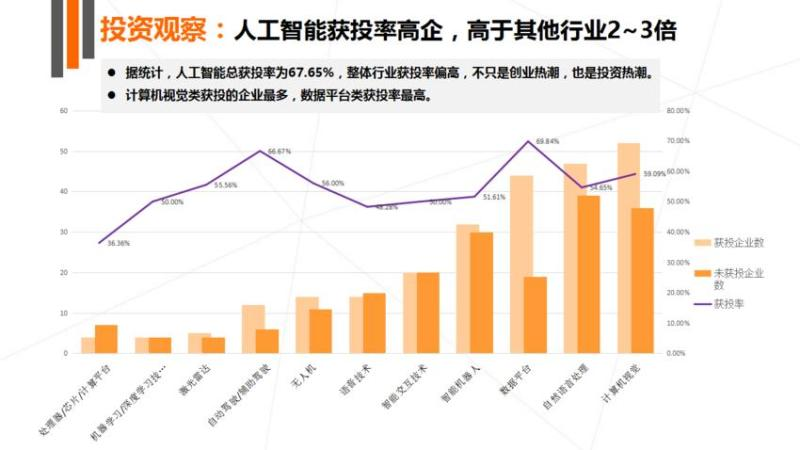 投资观察：人工智能获投率高企，高于其他行业2~3倍
● 据统计，人工智能总获投率为67.65%，整体行业获投率偏高，不只是创业热潮，也是投资热潮。
● 计算机视觉类获投的企业最多，数据平台类获投率最高。
60
50
40
30
20
10
0
80.00%
70.00%
60.00%
50.00%
40.00%
30.00%
20.00%
10.00%
0.00%
36.36%
50.00%
55.56%
66.67%
56.00%
48.28%
50.00%
51.61%
69.84%
54.65%
59.09%
获投企业数
未获投企业数
获投率
处理器/芯片/计算平台
机器学习/深度学习技…
激光雷达
自动驾驶/辅助驾驶
无人机
语音技术
智能交互技术
智能机器人
数据平台
自然语言处理
计算机视觉